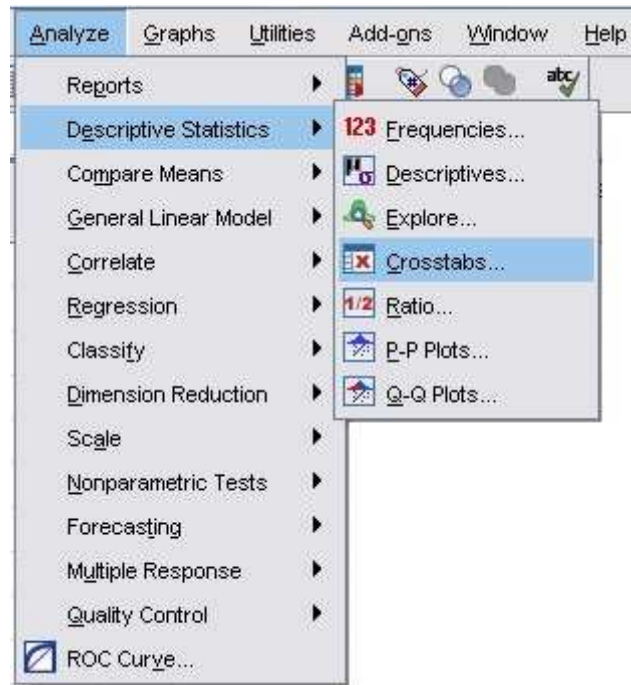 Analyze Graphs Utilities Add-ons Window Help
Reports
Descriptive Statistics
Compare Means
General Linear Model
Correlate
Regression
Classify
Dimension Reduction
Scale
Nonparametric Tests
Forecasting
Multiple Response
Quality Control
ROC Curve...
abc
123 Frequencies...
μσ Descriptives...
Explore...
Crosstabs...
1/2 Ratio...
P-P Plots...
Q-Q Plots...